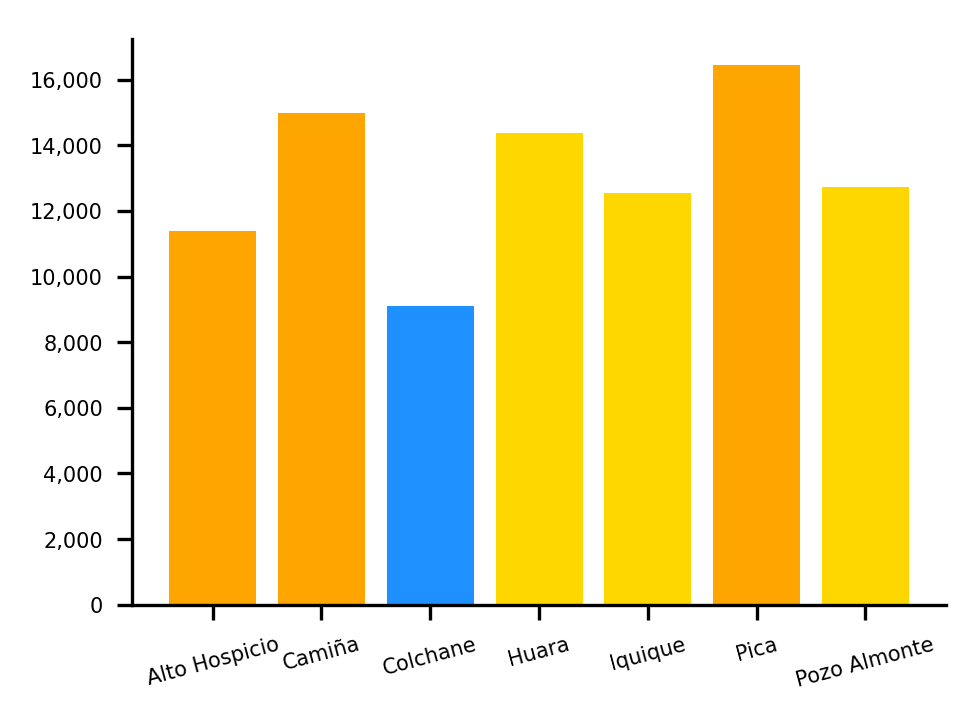 16,000
14,000
12,000
10,000
8,000
6,000
4,000
2,000
0
Alto Hospicio
Camiña
Colchane
Huara
Iquique
Pica
Pozo Almonte